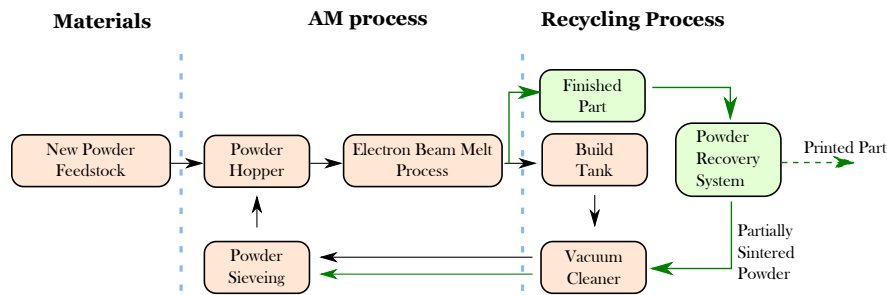 Materials
AM process
Recycling Process
New Powder
Feedstock
Powder
Hopper
Electron Beam Melt
Process
Finished
Part
Build
Tank
Powder
Recovery
System
Printed Part
Partially
Sintered
Powder
Vacuum
Cleaner
Powder
Sieveing